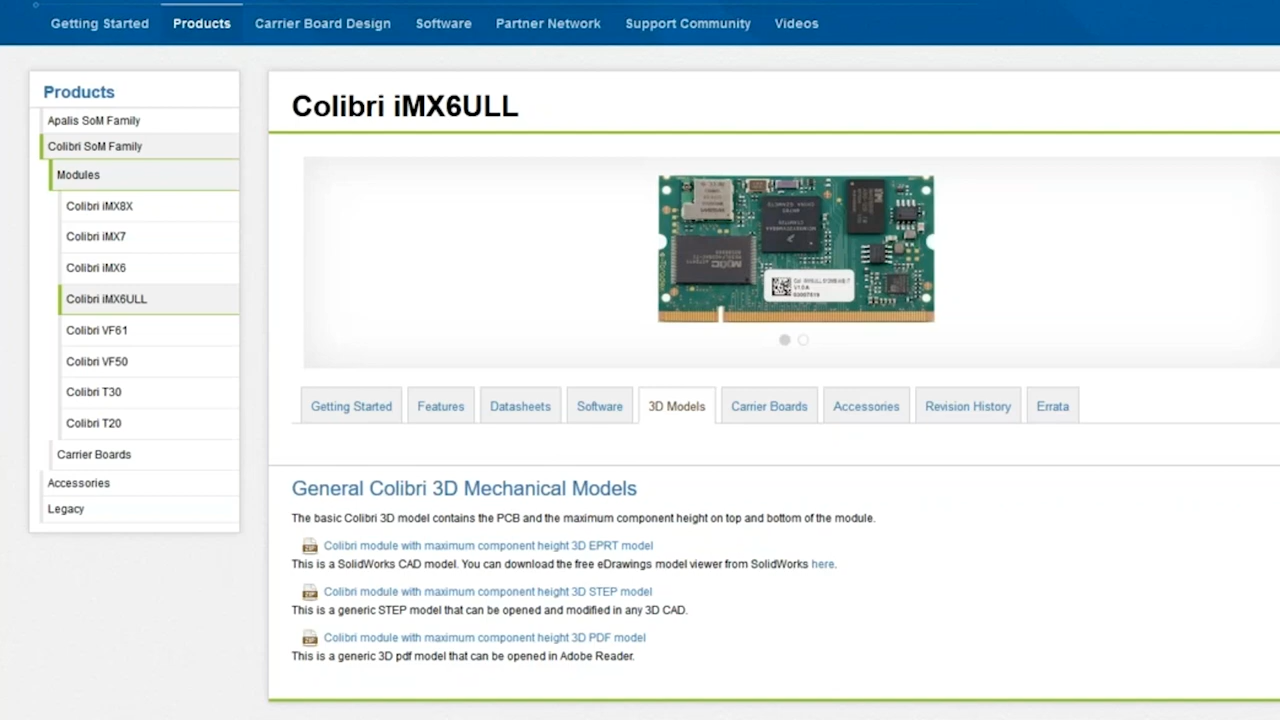 Getting Started Products Carrier Board Design Software Partner Network Support Community Videos
Products
Apalis SoM Family
Colibri SoM Family
Modules
Colibri iMX8X
Colibri iMX7
Colibri iMX6
Colibri iMX6ULL
Colibri VF61
Colibri VF50
Colibri T30
Colibri T20
Carrier Boards
Accessories
Legacy
Colibri iMX6ULL
Getting Started Features Datasheets Software 3D Models Carrier Boards Accessories Revision History Errata
General Colibri 3D Mechanical Models
The basic Colibri 3D model contains the PCB and the maximum component height on top and bottom of the module.
Colibri module with maximum component height 3D EPRT model
This is a SolidWorks CAD model. You can download the free eDrawings model viewer from SolidWorks here.
Colibri module with maximum component height 3D STEP model
This is a generic STEP model that can be opened and modified in any 3D CAD.
Colibri module with maximum component height 3D PDF model
This is a generic 3D pdf model that can be opened in Adobe Reader.